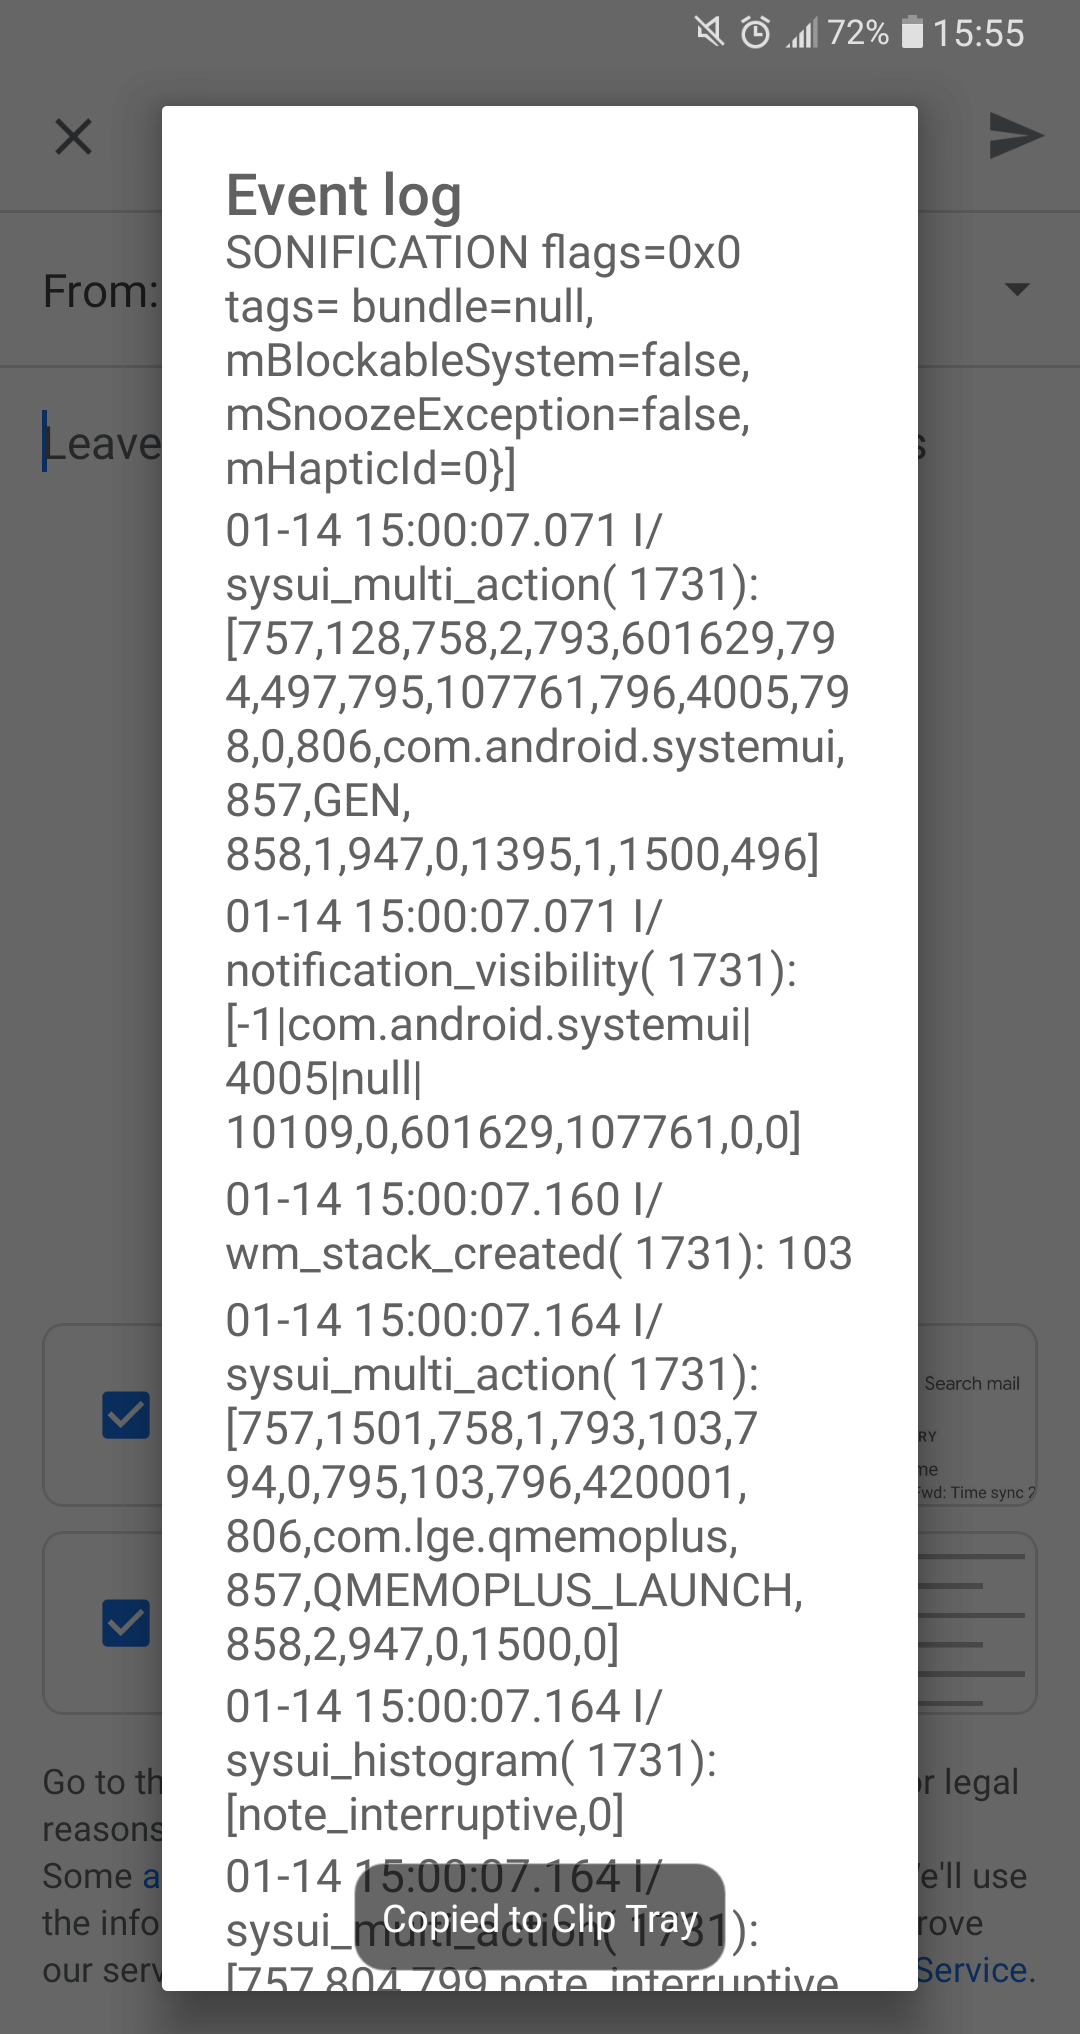 72% 15:55
Event log
SONIFICATION flags=0x0
tags= bundle=null,
mBlockableSystem=false,
mSnoozeException=false,
mHapticId=0}]
01-14 15:00:07.071 I/
sysui_multi_action( 1731):
[757,128,758,2,793,601629,79
4,497,795,107761,796,4005,79
8,0,806,com.android.systemui,
857,GEN,
858,1,947,0,1395,1,1500,496]
01-14 15:00:07.071 I/
notification_visibility( 1731):
[-1|com.android.systemui|
4005|null|
10109,0,601629,107761,0,0]
01-14 15:00:07.160 I/
wm_stack_created( 1731): 103
01-14 15:00:07.164 I/
sysui_multi_action( 1731):
[757,1501,758,1,793,103,7
94,0,795,103,796,420001,
806,com.lge.qmemoplus,
857,QMEMOPLUS_LAUNCH,
858,2,947,0,1500,0]
01-14 15:00:07.164 I/
sysui_histogram( 1731):
[note_interruptive,0]
01-14 15:00:07.164 I/
sysui_multi_action( 1731):
[757,804,799,note_interruptive
Copied to Clip Tray
From:
Leave
Search mail
RY
me
Fwd: Time sync 2
Go to th
r legal
reasons
Some a
e'll use
the info
rove
our serv
Service.